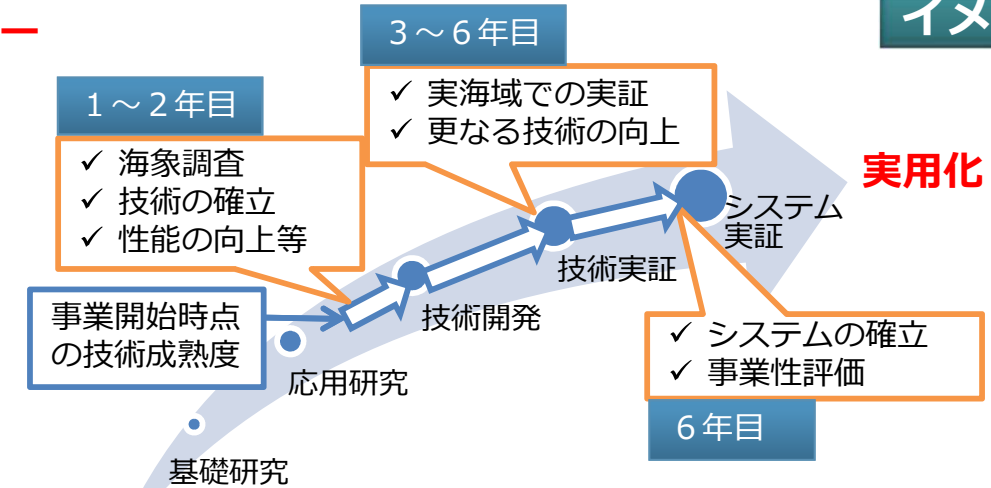 ー
イメ
3～6年目
✓ 実海域での実証
✓ 更なる技術の向上
1～2年目
✓ 海象調査
✓ 技術の確立
✓ 性能の向上等
実用化
システム
実証
技術実証
事業開始時点
の技術成熟度
技術開発
✓ システムの確立
✓ 事業性評価
応用研究
6年目
基礎研究